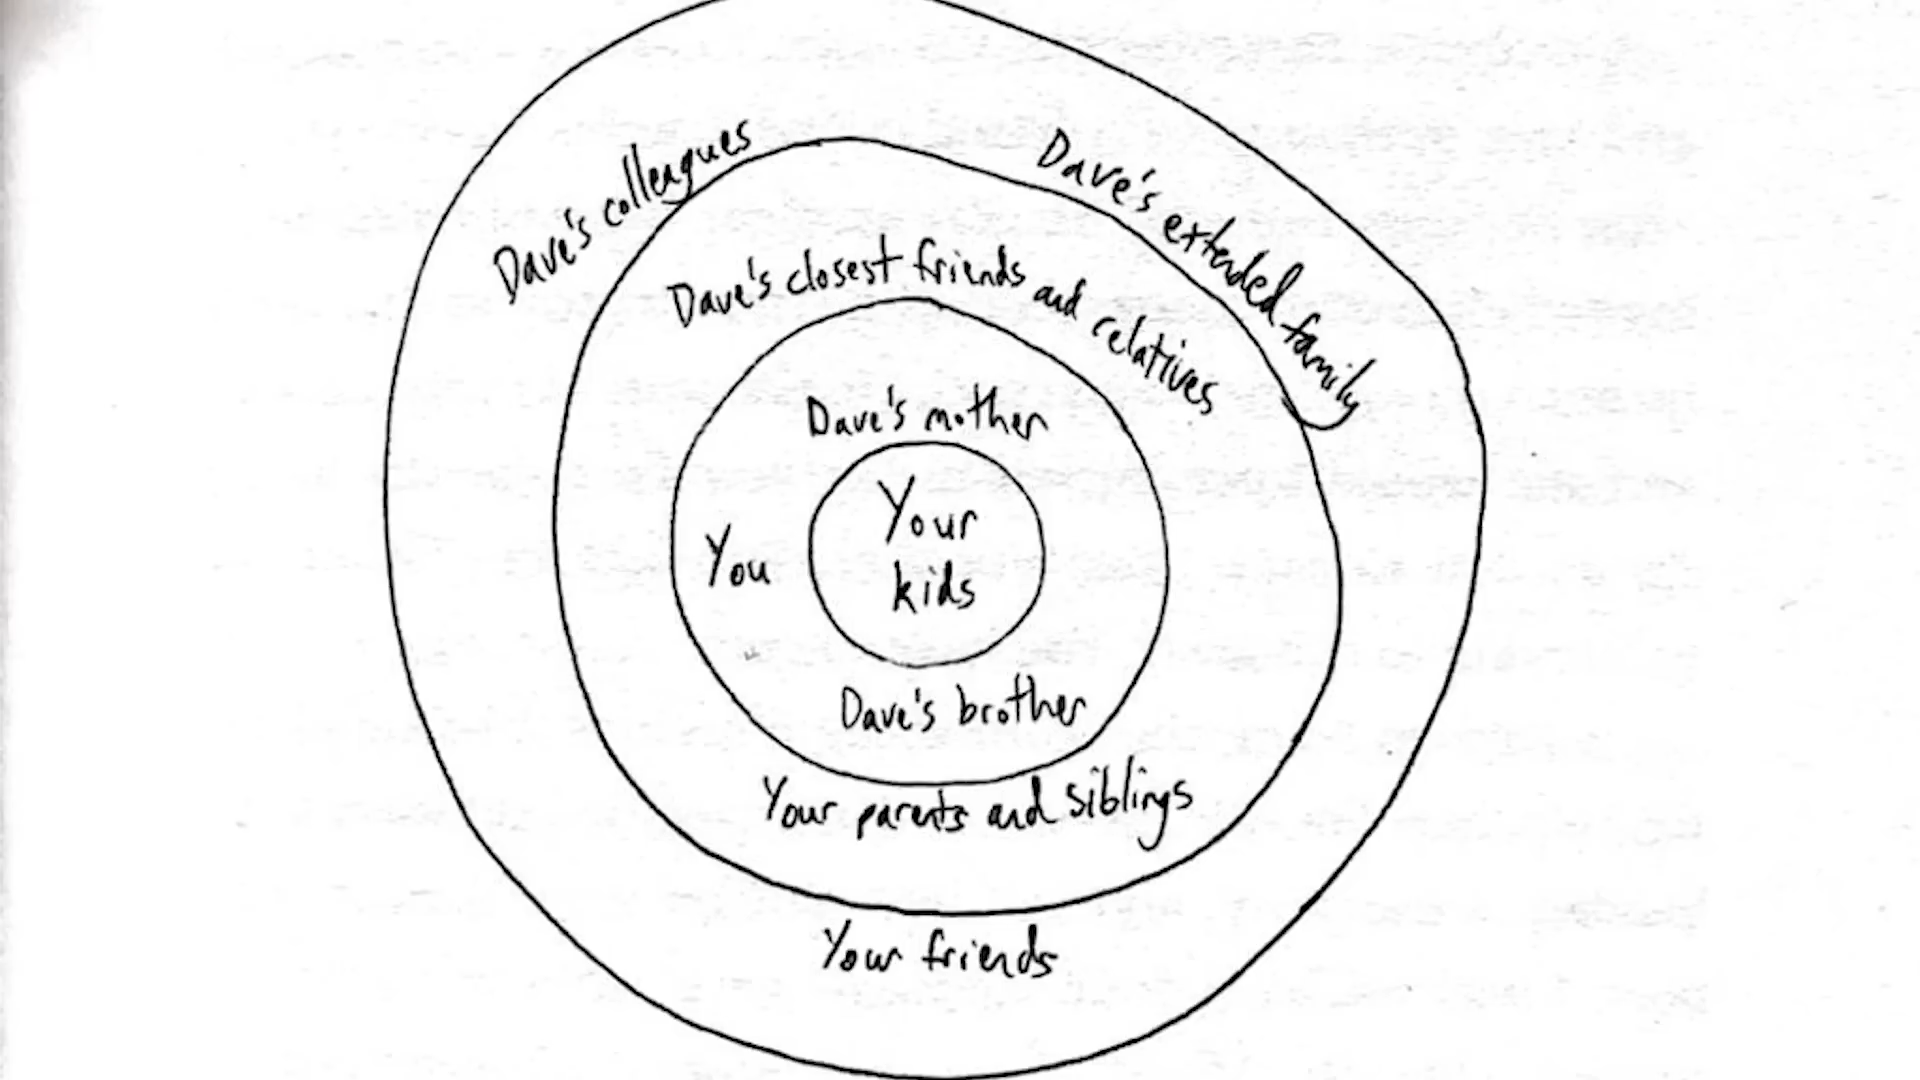 Dave's colleagues
Dave's extended family
Dave's closest friends and relatives
Dave's mother
Your
kids
You
Dave's brother
Your parents and siblings
Your friends